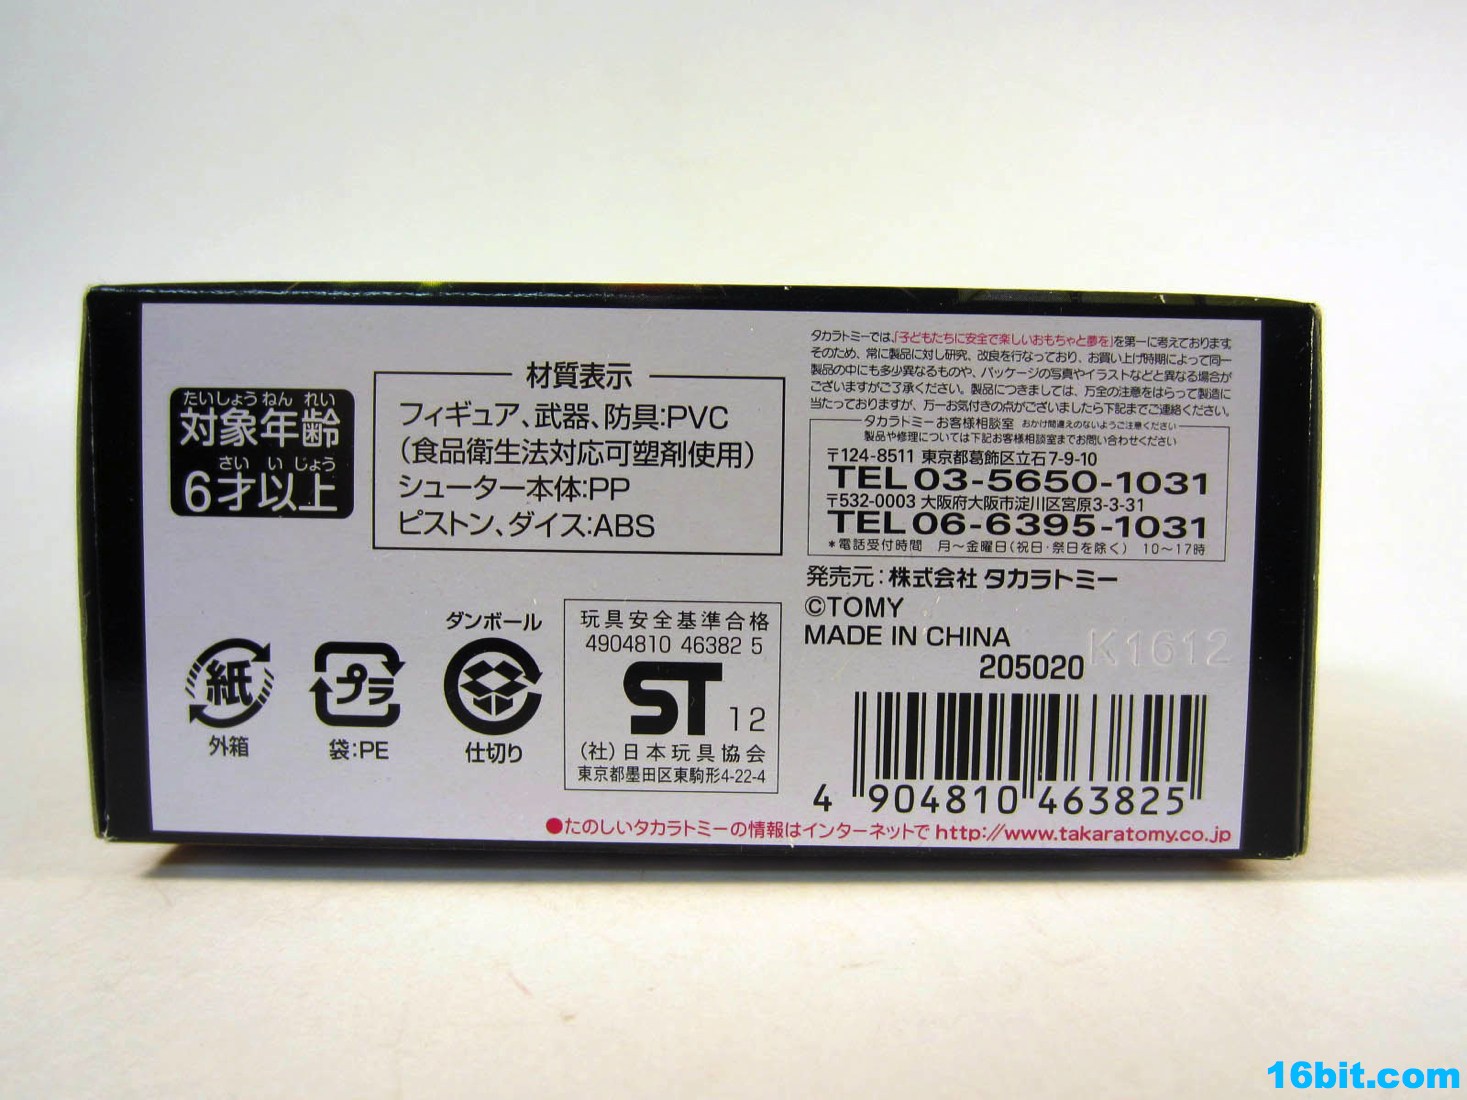 たいしょうねんれい
対象年齢
さいいじょう
6才以上
材質表示
フィギュア、武器、防具:PVC
(食品衛生法対応可塑剤使用)
シューター本体:PP
ピストン、ダイス:ABS
紙
外箱
プラ
袋:PE
ダンボール
仕切り
玩具安全基準合格
4904810 46382 5
ST 12
(社)日本玩具協会
東京都墨田区東駒形4-22-4
タカラトミーでは、「子どもたちに安全で楽しいおもちゃと夢を」を第一に考えております。
そのため、常に製品に対し研究、改良を行なっており、お買い上げ時期によって同一
製品の中にも多少異なるものや、パッケージの写真やイラストなどと異なる場合が
ございますがご了承ください。製品につきましては、万全の注意をはらって製造に
当たっておりますが、万一お気付きの点がございましたら下記までご連絡ください。
タカラトミーお客様相談室 おかけ間違えのないようご注意ください
製品や修理については下記お客様相談室までお問い合わせください
〒124-8511 東京都葛飾区立石7-9-10
TEL 03-5650-1031
〒532-0003 大阪府大阪市淀川区宮原3-3-31
TEL 06-6395-1031
*電話受付時間 月~金曜日(祝日・祭日を除く) 10~17時
発売元:株式会社 タカラトミー
©TOMY
MADE IN CHINA
K1612
205020
4 904810 463825
●たのしいタカラトミーの情報はインターネットで http://www.takaratomy.co.jp
16bit.com